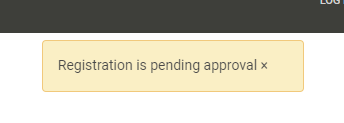 LOG
Registration is pending approval ×